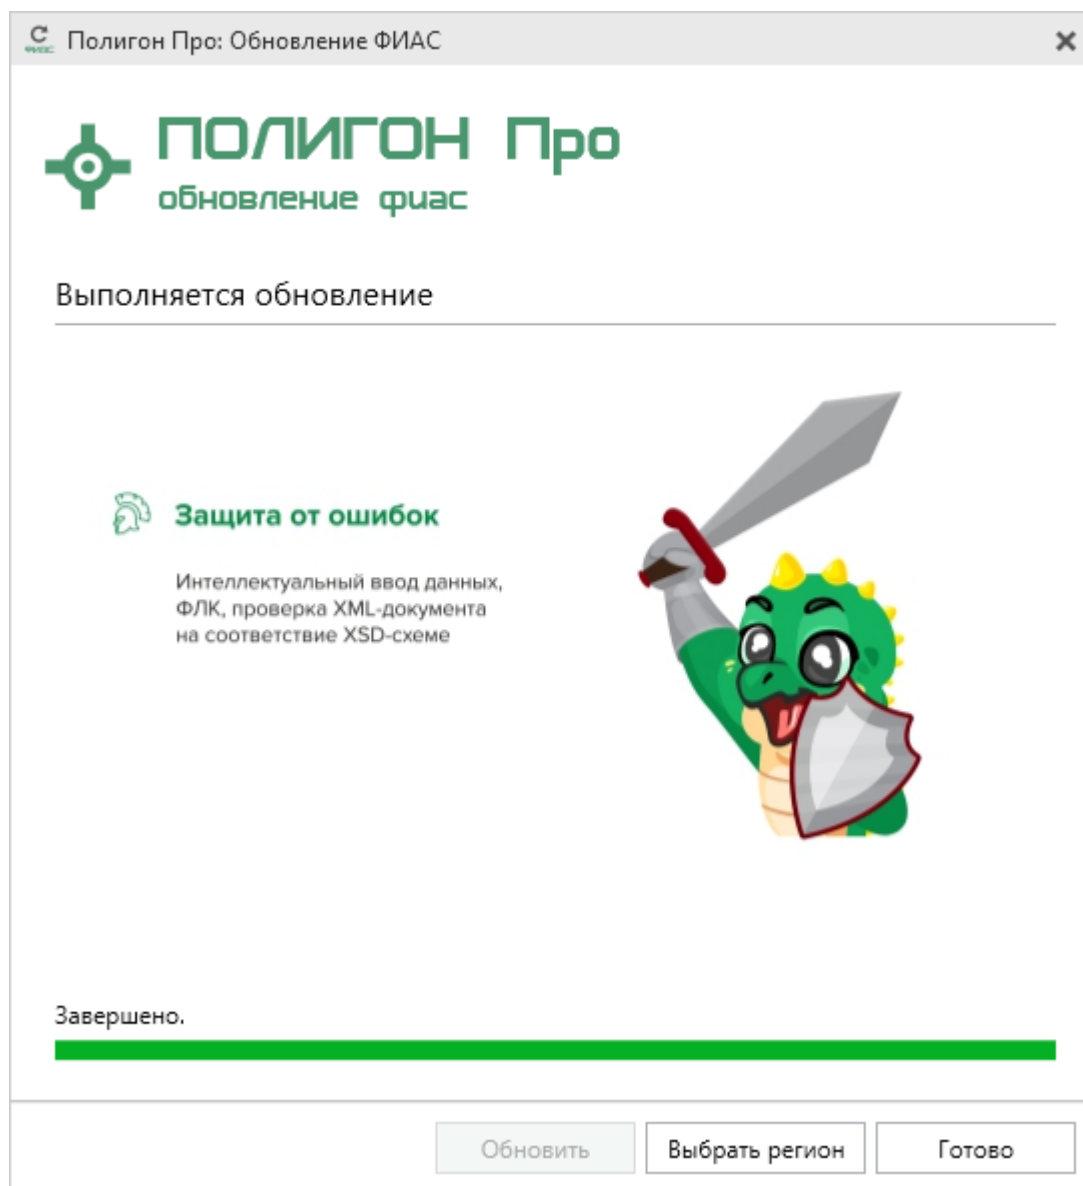 Полигон Про: Обновление ФИАС
ПОЛИГОН Про
обновление фиас
Выполняется обновление
Защита от ошибок
Интеллектуальный ввод данных,
ФЛК, проверка XML-документа
на соответствие XSD-схеме
Завершено.
Обновить
Выбрать регион
Готово